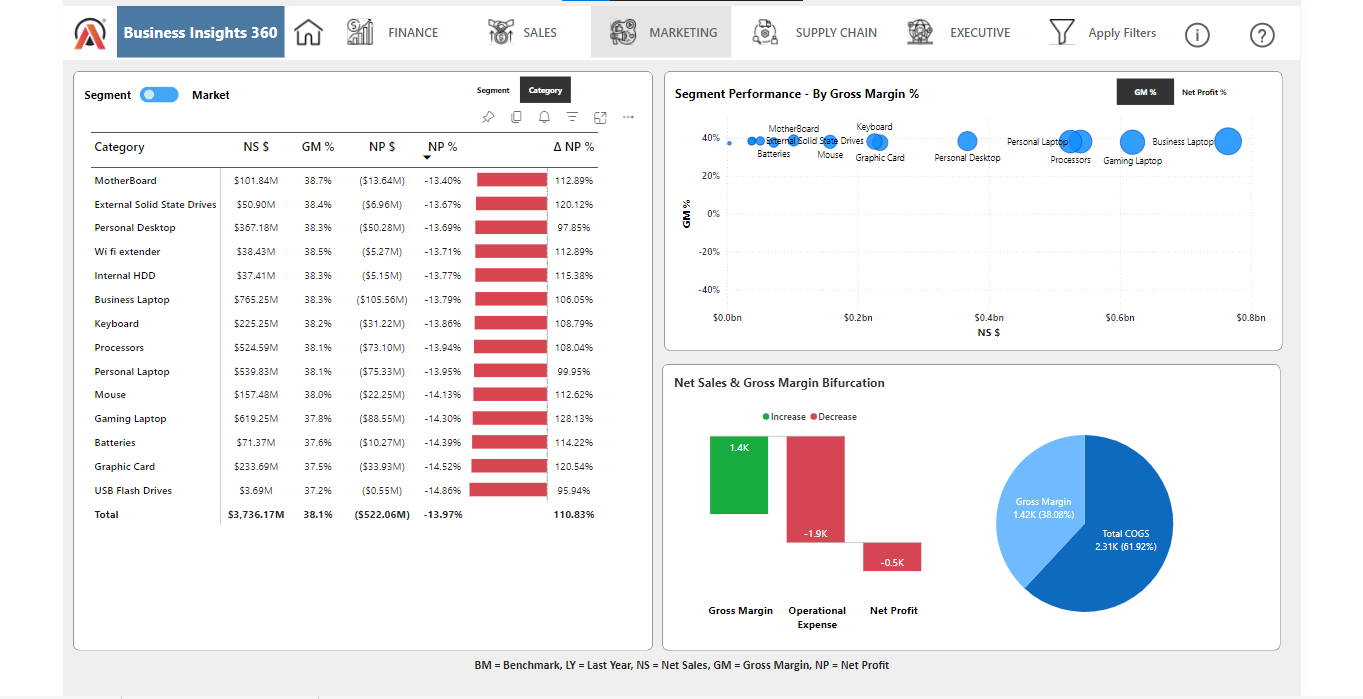 Business Insights 360 FINANCE SALES MARKETING SUPPLY CHAIN EXECUTIVE Apply Filters i ?
Segment Market
Segment Category
Category NS $ GM % NP $ NP % Δ NP %
MotherBoard $101.84M 38.7% ($13.64M) -13.40% 112.89%
External Solid State Drives $50.90M 38.4% ($6.96M) -13.67% 120.12%
Personal Desktop $367.18M 38.3% ($50.28M) -13.69% 97.85%
Wi fi extender $38.43M 38.5% ($5.27M) -13.71% 112.89%
Internal HDD $37.41M 38.3% ($5.15M) -13.77% 115.38%
Business Laptop $765.25M 38.3% ($105.56M) -13.79% 106.05%
Keyboard $225.25M 38.2% ($31.22M) -13.86% 108.79%
Processors $524.59M 38.1% ($73.10M) -13.94% 108.04%
Personal Laptop $539.83M 38.1% ($75.33M) -13.95% 99.95%
Mouse $157.48M 38.0% ($22.25M) -14.13% 112.62%
Gaming Laptop $619.25M 37.8% ($88.55M) -14.30% 128.13%
Batteries $71.37M 37.6% ($10.27M) -14.39% 114.22%
Graphic Card $233.69M 37.5% ($33.93M) -14.52% 120.54%
USB Flash Drives $3.69M 37.2% ($0.55M) -14.86% 95.94%
Total $3,736.17M 38.1% ($522.06M) -13.97% 110.83%
Segment Performance - By Gross Margin %
GM % Net Profit %
MotherBoard Keyboard
40% External Solid State Drives Personal Laptop Business Laptop
Batteries Mouse Graphic Card Personal Desktop Processors Gaming Laptop
20%
0%
-20%
-40%
GM %
$0.0bn $0.2bn $0.4bn $0.6bn $0.8bn
NS $
Net Sales & Gross Margin Bifurcation
Increase Decrease
1.4K
-1.9K
-0.5K
Gross Margin
Operational
Expense
Net Profit
Gross Margin
1.42K (38.08%)
Total COGS
2.31K (61.92%)
BM = Benchmark, LY = Last Year, NS = Net Sales, GM = Gross Margin, NP = Net Profit